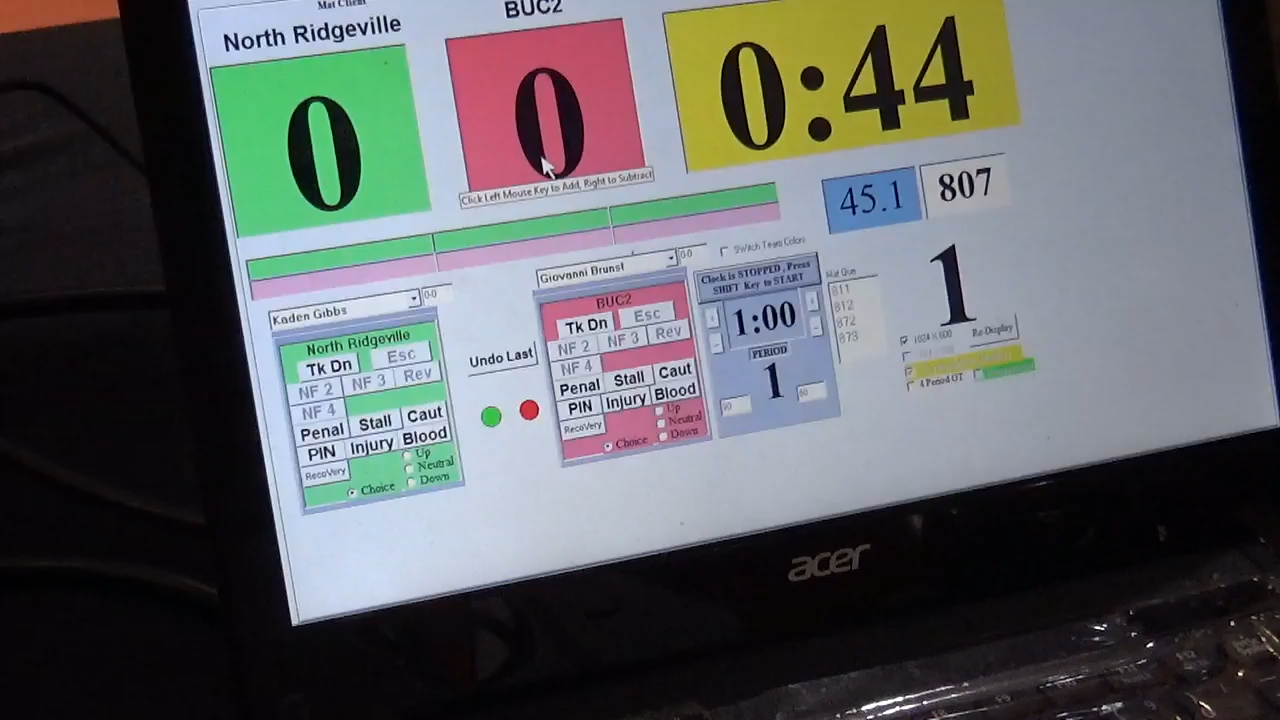 Mat Client
North Ridgeville
BUC2
0
0
0:44
Click Left Mouse Key to Add, Right to Subtract
45.1
807
Switch Team Colors
Giovanni Brunst
0-0
Kaden Gibbs
0-0
Clock is STOPPED, Press
SHIFT Key to START
1:00
PERIOD
1
Mat Que
811
812
872
873
1
1024 X 600
Re-Display
4 Period OT
North Ridgeville
Tk Dn
Esc
NF 2
NF 3
Rev
NF 4
Penal
Stall
Caut
PIN
Injury
Blood
RecoVery
Up
Neutral
Down
Choice
Undo Last
BUC2
Tk Dn
Esc
NF 2
NF 3
Rev
NF 4
Penal
Stall
Caut
PIN
Injury
Blood
RecoVery
Up
Neutral
Down
Choice
acer